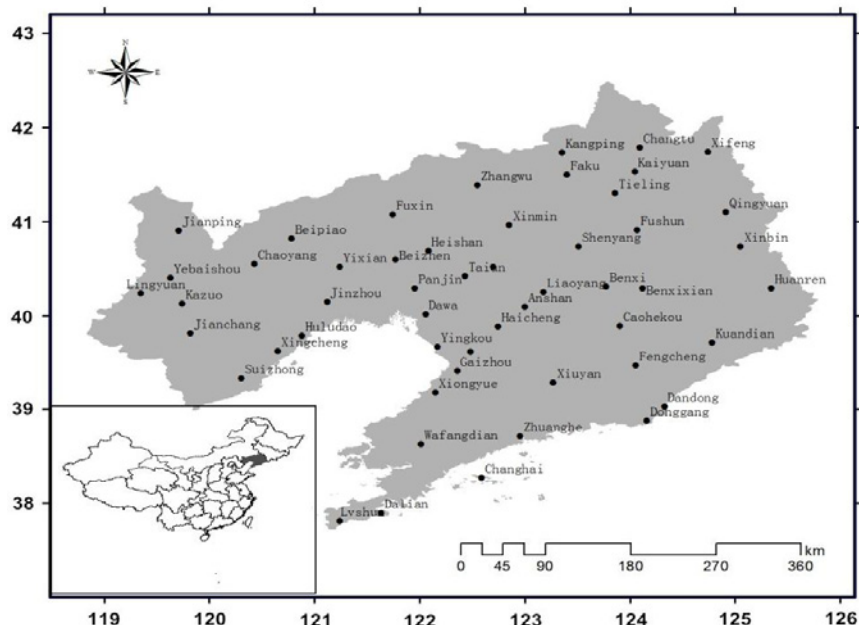 43
42
41
40
39
38
N
W
E
S
Kangping
Changtu
Xifeng
Faku
Kaiyuan
Zhangwu
Tieling
Fuxin
Qingyuan
Jianping
Xinmin
Fushun
Beipiao
Heishan
Shenyang
Xinbin
Chaoyang
Yixian
Beizhen
Taian
Yebaishou
Panjin
Liaoyang
Benxi
Huanren
Lingyuan
Benxixian
Kazuo
Jinzhou
Anshan
Dawa
Haicheng
Caohekou
Jianchang
Huludao
Xingcheng
Yingkou
Kuandian
Gaizhou
Fengcheng
Suizhong
Xiongyue
Xiuyan
Dandong
Donggang
Wafangdian
Zhuanghe
Changhai
Dalian
Lvshun
km
0 45 90 180 270 360
119 120 121 122 123 124 125 126